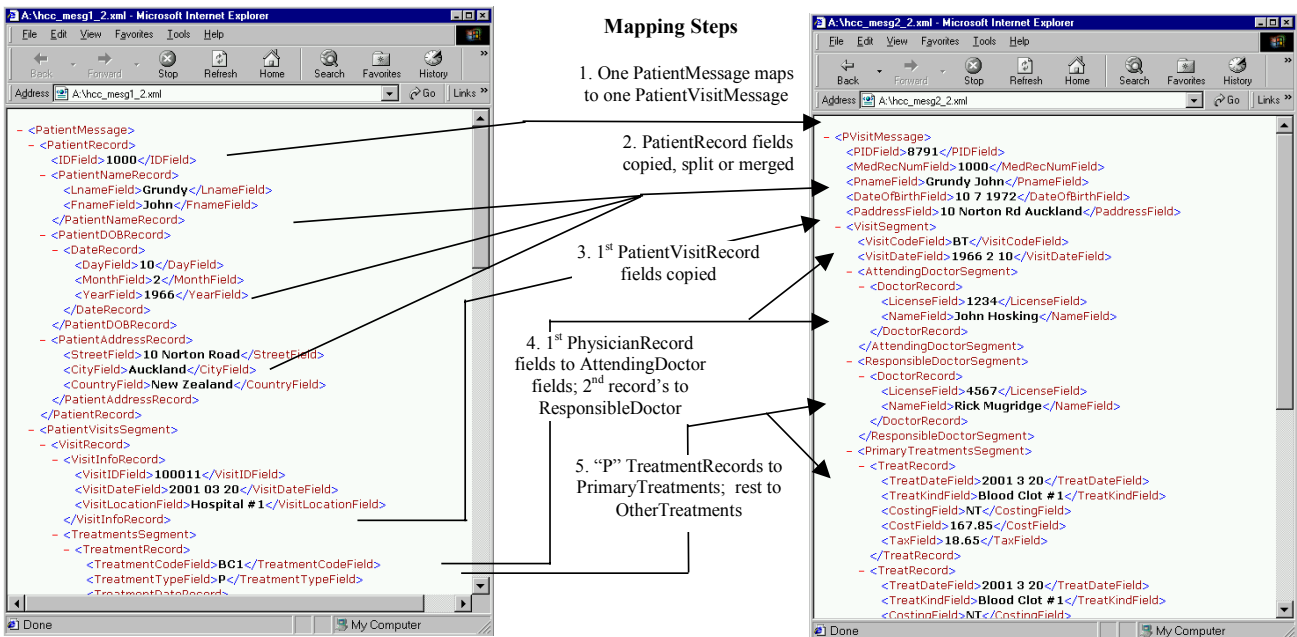 A:\hcc_mesg1_2.xml - Microsoft Internet Explorer
File Edit View Favorites Tools Help
Back Forward Stop Refresh Home Search Favorites History »
Address A:\hcc_mesg1_2.xml Go Links »
- <PatientMessage>
- <PatientRecord>
<IDField>1000</IDField>
- <PatientNameRecord>
<LnameField>Grundy</LnameField>
<FnameField>John</FnameField>
</PatientNameRecord>
- <PatientDOBRecord>
- <DateRecord>
<DayField>10</DayField>
<MonthField>2</MonthField>
<YearField>1966</YearField>
</DateRecord>
</PatientDOBRecord>
- <PatientAddressRecord>
<StreetField>10 Norton Road</StreetField>
<CityField>Auckland</CityField>
<CountryField>New Zealand</CountryField>
</PatientAddressRecord>
</PatientRecord>
- <PatientVisitsSegment>
- <VisitRecord>
- <VisitInfoRecord>
<VisitIDField>100011</VisitIDField>
<VisitDateField>2001 03 20</VisitDateField>
<VisitLocationField>Hospital #1</VisitLocationField>
</VisitInfoRecord>
- <TreatmentsSegment>
- <TreatmentRecord>
<TreatmentCodeField>BC1</TreatmentCodeField>
<TreatmentTypeField>P</TreatmentTypeField>
<TreatmentDateRecord>
Done My Computer
Mapping Steps
1. One PatientMessage maps
to one PatientVisitMessage
2. PatientRecord fields
copied, split or merged
3. 1st PatientVisitRecord
fields copied
4. 1st PhysicianRecord
fields to AttendingDoctor
fields; 2nd record's to
ResponsibleDoctor
5. “P” TreatmentRecords to
PrimaryTreatments; rest to
OtherTreatments
A:\hcc_mesg2_2.xml - Microsoft Internet Explorer
File Edit View Favorites Tools Help
Back Forward Stop Refresh Home Search Favorites History »
Address A:\hcc_mesg2_2.xml Go Links »
- <PVisitMessage>
<PIDField>8791</PIDField>
<MedRecNumField>1000</MedRecNumField>
<PnameField>Grundy John</PnameField>
<DateOfBirthField>10 7 1972</DateOfBirthField>
<PaddressField>10 Norton Rd Auckland</PaddressField>
- <VisitSegment>
<VisitCodeField>BT</VisitCodeField>
<VisitDateField>1966 2 10</VisitDateField>
- <AttendingDoctorSegment>
- <DoctorRecord>
<LicenseField>1234</LicenseField>
<NameField>John Hosking</NameField>
</DoctorRecord>
</AttendingDoctorSegment>
- <ResponsibleDoctorSegment>
- <DoctorRecord>
<LicenseField>4567</LicenseField>
<NameField>Rick Mugridge</NameField>
</DoctorRecord>
</ResponsibleDoctorSegment>
- <PrimaryTreatmentsSegment>
- <TreatRecord>
<TreatDateField>2001 3 20</TreatDateField>
<TreatKindField>Blood Clot #1</TreatKindField>
<CostingField>NT</CostingField>
<CostField>167.85</CostField>
<TaxField>18.65</TaxField>
</TreatRecord>
- <TreatRecord>
<TreatDateField>2001 3 20</TreatDateField>
<TreatKindField>Blood Clot #1</TreatKindField>
<CostingField>NT</CostingField>
Done My Computer